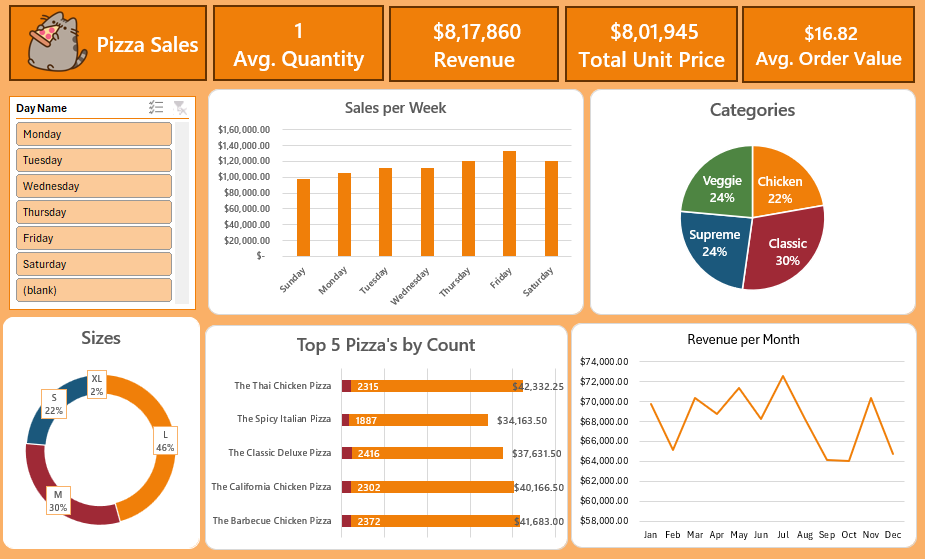 Pizza Sales
1
Avg. Quantity
$8,17,860
Revenue
$8,01,945
Total Unit Price
$16.82
Avg. Order Value
Day Name
Monday
Tuesday
Wednesday
Thursday
Friday
Saturday
(blank)
Sales per Week
$1,60,000.00
$1,40,000.00
$1,20,000.00
$1,00,000.00
$80,000.00
$60,000.00
$40,000.00
$20,000.00
$-
Sunday
Monday
Tuesday
Wednesday
Thursday
Friday
Saturday
Categories
Veggie
24%
Chicken
22%
Supreme
24%
Classic
30%
Sizes
XL
2%
S
22%
L
46%
M
30%
Top 5 Pizza's by Count
The Thai Chicken Pizza 2315 $42,332.25
The Spicy Italian Pizza 1887 $34,163.50
The Classic Deluxe Pizza 2416 $37,631.50
The California Chicken Pizza 2302 $40,166.50
The Barbecue Chicken Pizza 2372 $41,683.00
Revenue per Month
$74,000.00
$72,000.00
$70,000.00
$68,000.00
$66,000.00
$64,000.00
$62,000.00
$60,000.00
$58,000.00
Jan Feb Mar Apr May Jun Jul Aug Sep Oct Nov Dec